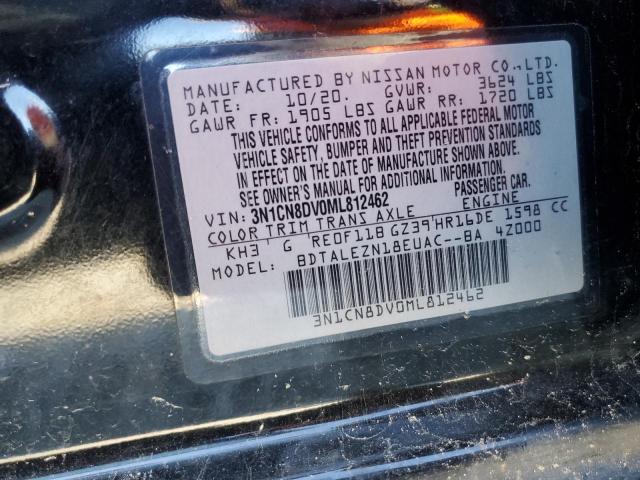 MANUFACTURED BY NISSAN MOTOR CO., LTD.
DATE: 10/20. GVWR: 3624 LBS
GAWR FR: 1905 LBS GAWR RR: 1720 LBS
THIS VEHICLE CONFORMS TO ALL APPLICABLE FEDERAL MOTOR
VEHICLE SAFETY, BUMPER AND THEFT PREVENTION STANDARDS
IN EFFECT ON THE DATE OF MANUFACTURE SHOWN ABOVE.
SEE OWNER'S MANUAL FOR ADDITIONAL INFORMATION.
VIN: 3N1CN8DV0ML812462 PASSENGER CAR.
COLOR TRIM TRANS AXLE ENGINE
KH3 G RE0F11B GZ39 HR16DE 1598 CC
MODEL: BDTALEZN18EUAC--BA 4Z000
3N1CN8DV0ML812462